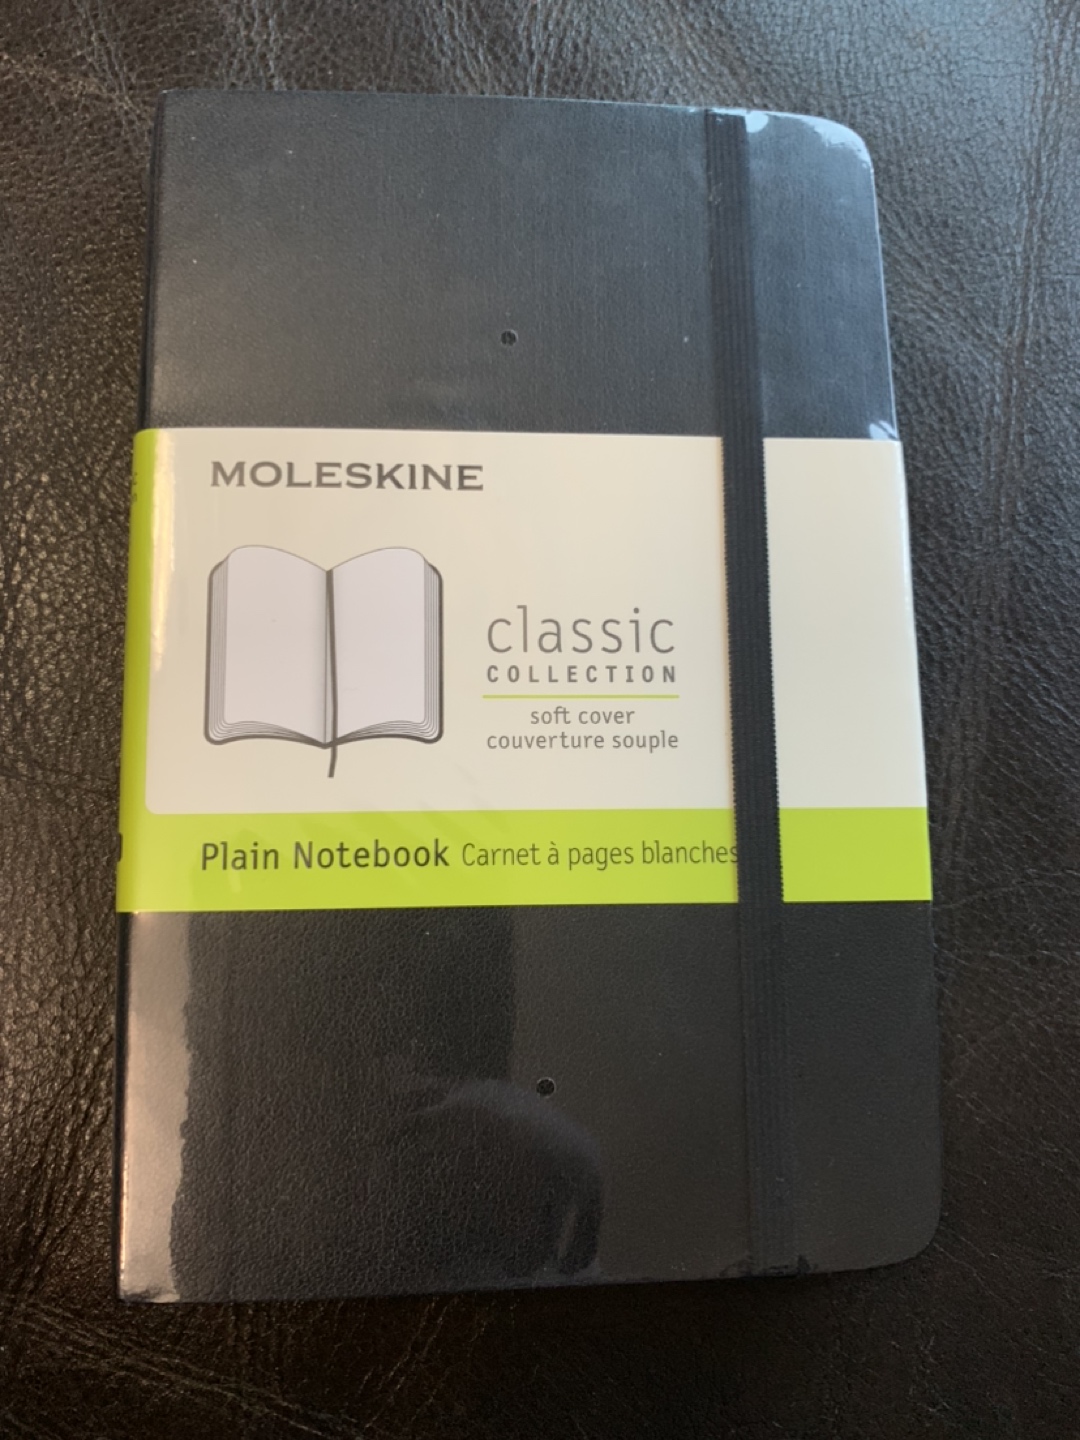 MOLESKINE
classic
COLLECTION
soft cover
couverture souple
Plain Notebook Carnet à pages blanches